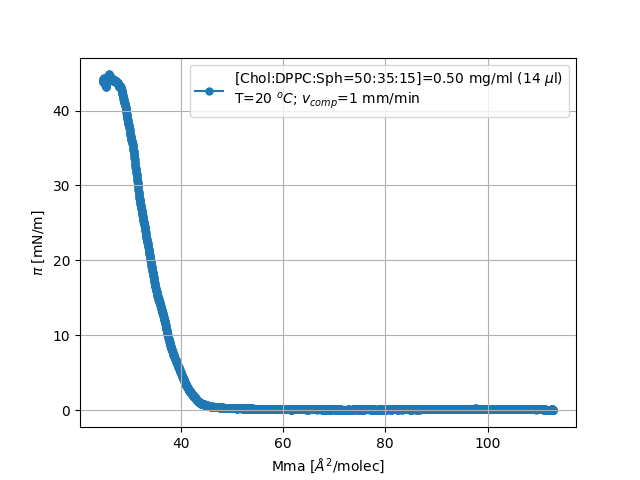 [Chol:DPPC:Sph=50:35:15]=0.50 mg/ml (14 μl)
T=20 °C; v_comp=1 mm/min
40
30
20
10
0
π [mN/m]
40 60 80 100
Mma [Å²/molec]